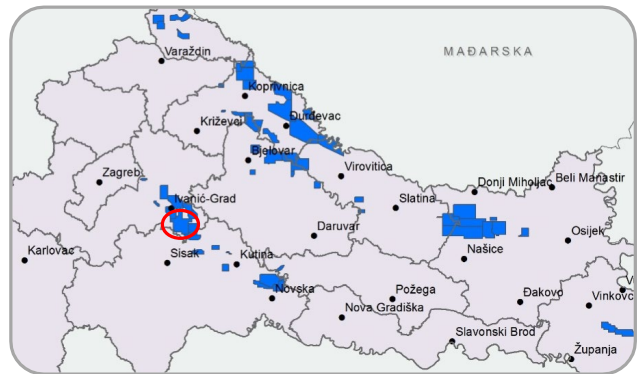 Varaždin
MAĐARSKA
Koprivnica
Đurđevac
Križevci
Bjelovar
Virovitica
Zagreb
Donji Miholjac
Beli Manastir
Ivanić-Grad
Slatina
Daruvar
Osijek
Karlovac
Sisak
Kutina
Našice
Novska
Požega
Đakovo
Vinkovc
V
Nova Gradiška
Slavonski Brod
Županja